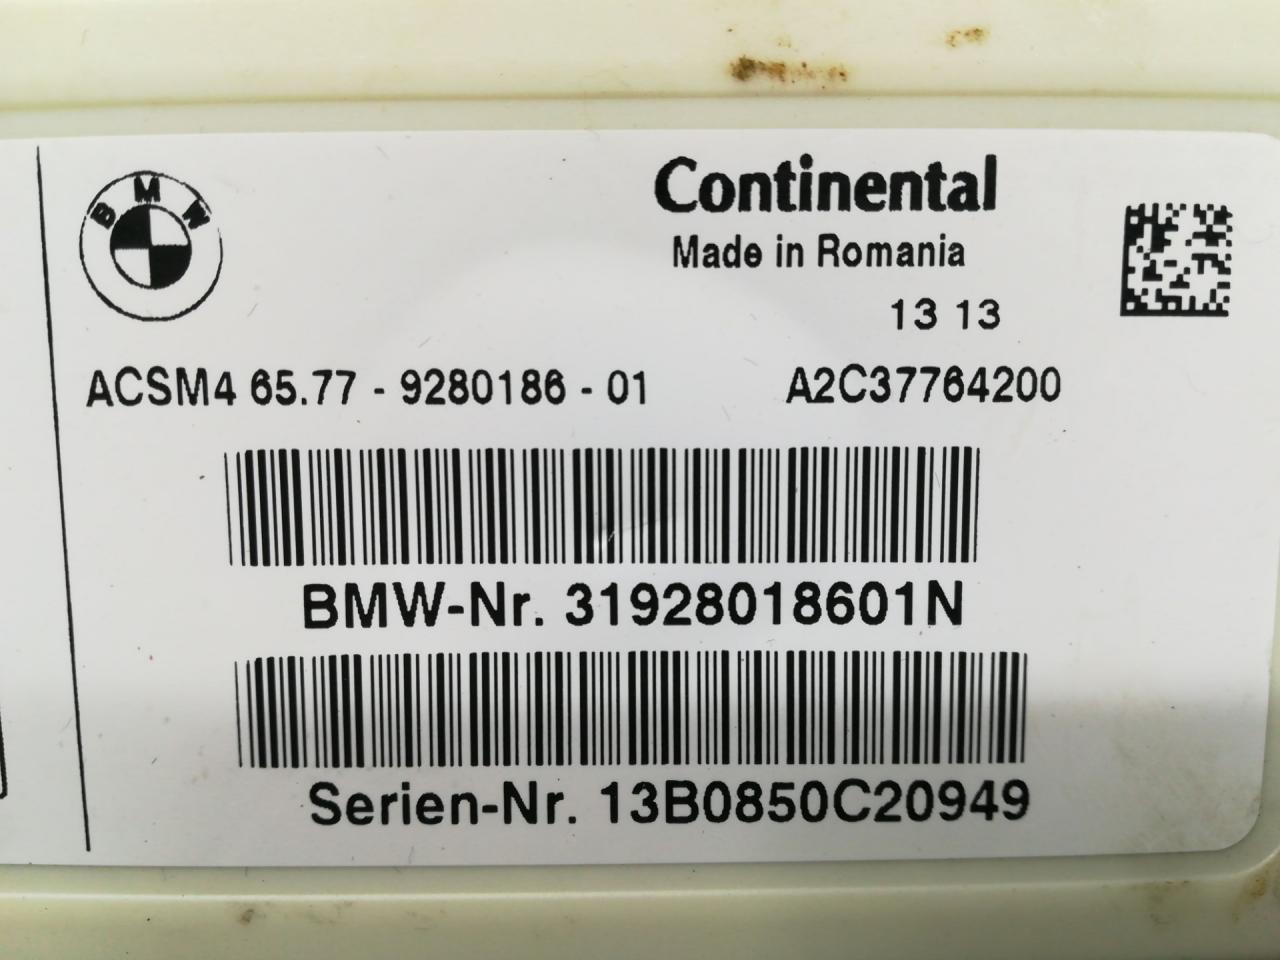 BMW
Continental
Made in Romania
13 13
ACSM4 65.77 - 9280186 - 01 A2C37764200
BMW-Nr. 31928018601N
Serien-Nr. 13B0850C20949